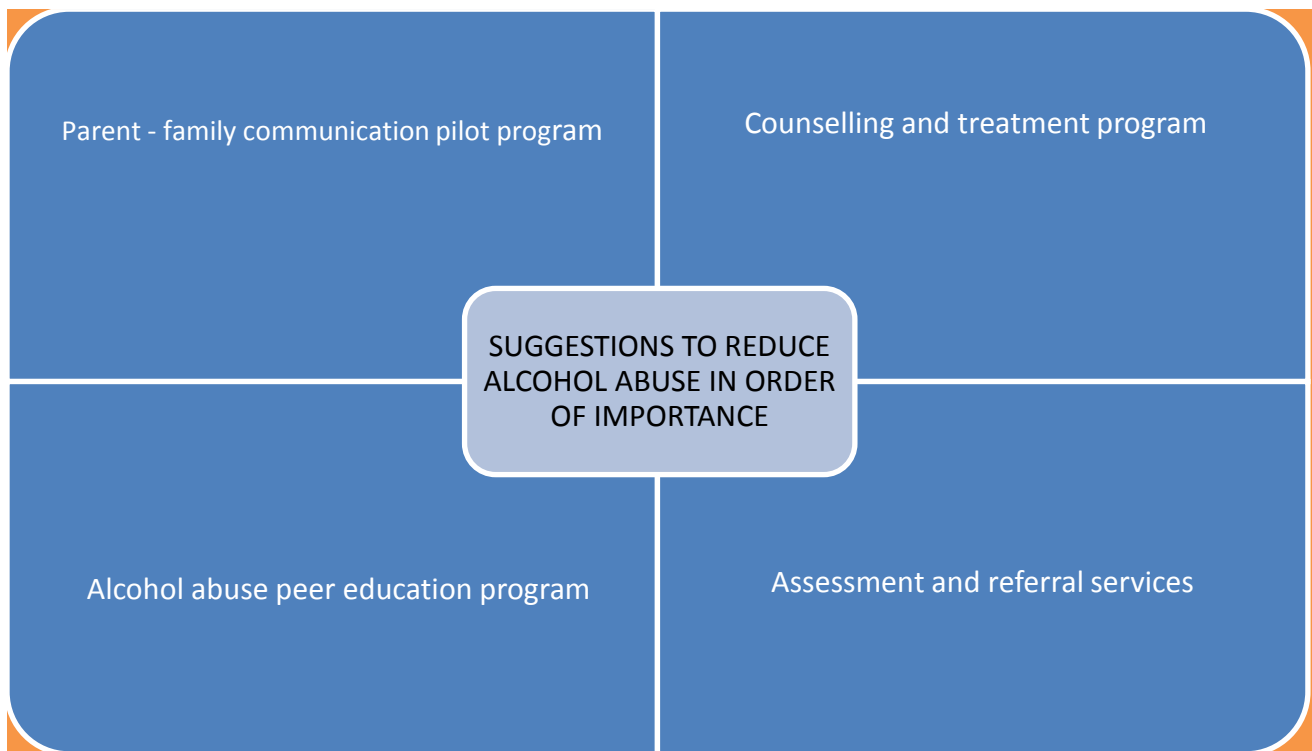 Parent - family communication pilot program
Counselling and treatment program
SUGGESTIONS TO REDUCE
ALCOHOL ABUSE IN ORDER
OF IMPORTANCE
Alcohol abuse peer education program
Assessment and referral services